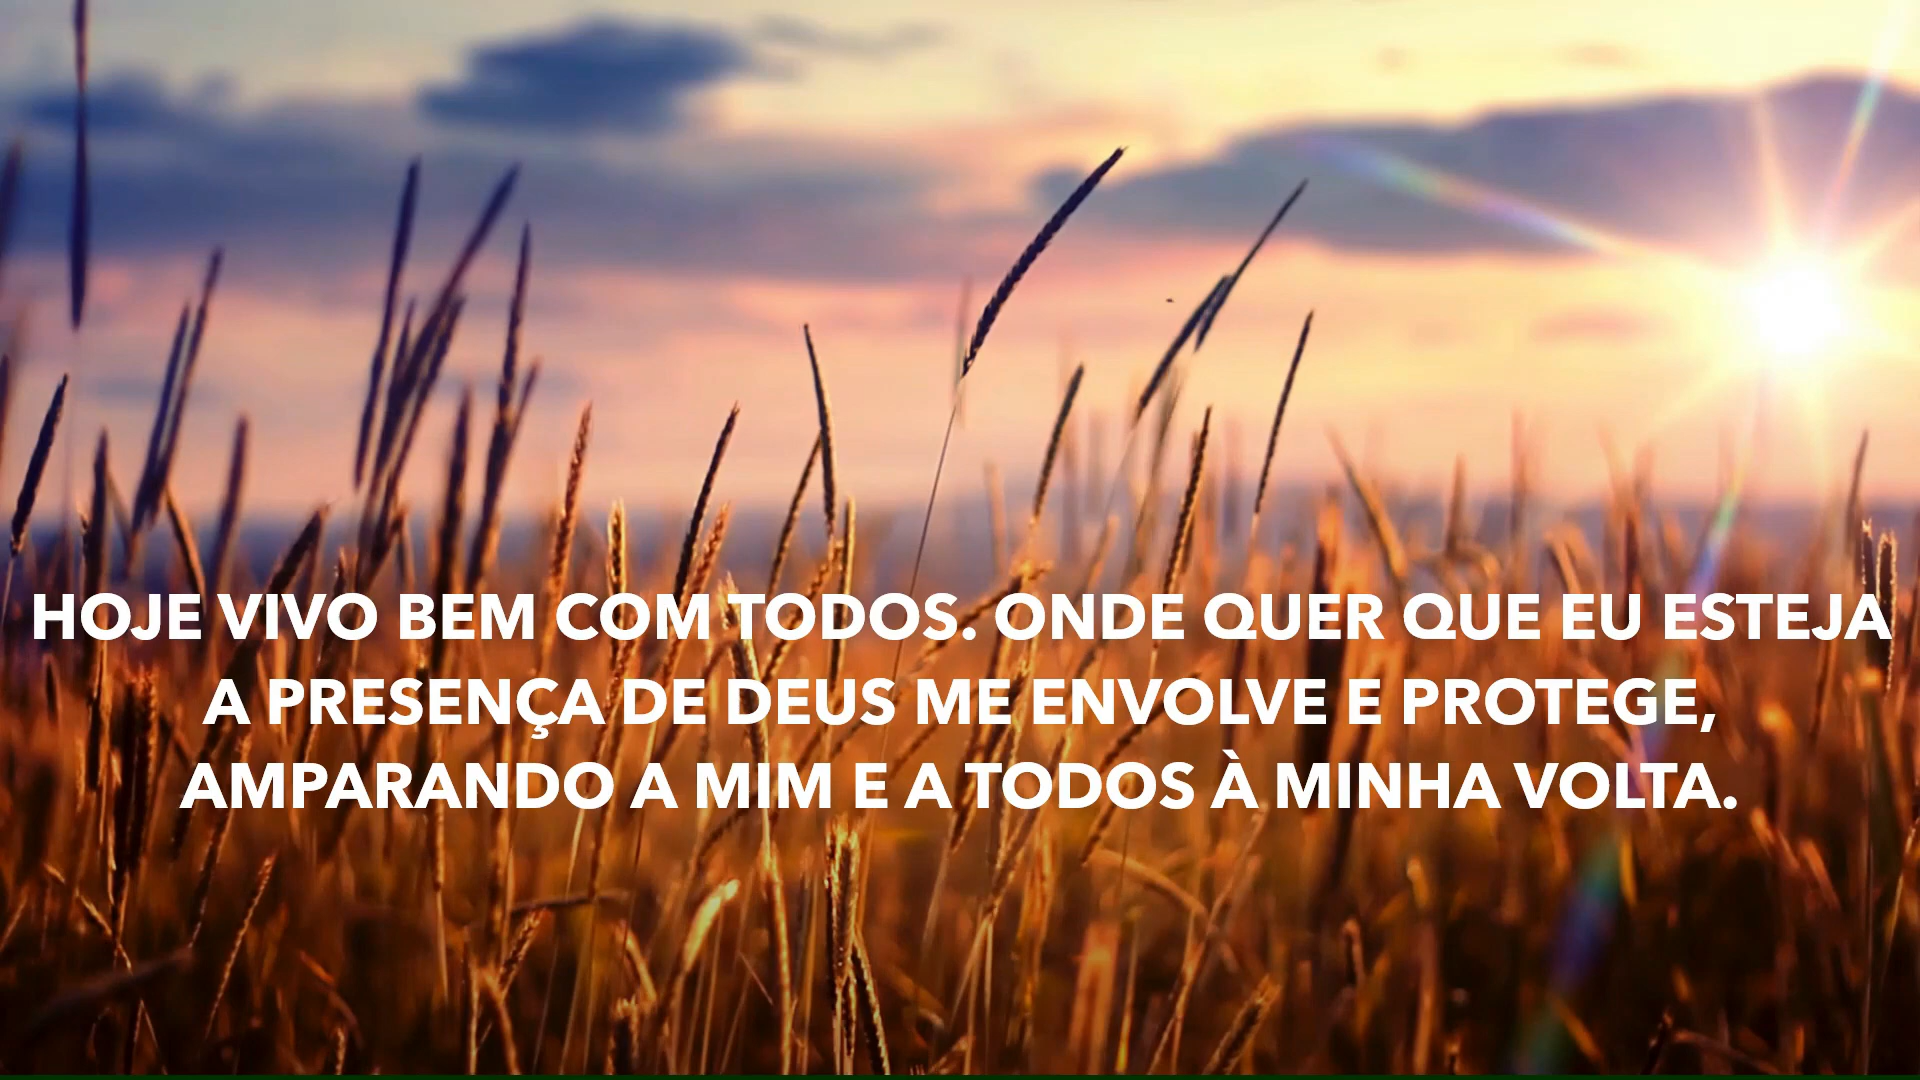 HOJE VIVO BEM COM TODOS. ONDE QUER QUE EU ESTEJA
A PRESENÇA DE DEUS ME ENVOLVE E PROTEGE,
AMPARANDO A MIM E A TODOS À MINHA VOLTA.